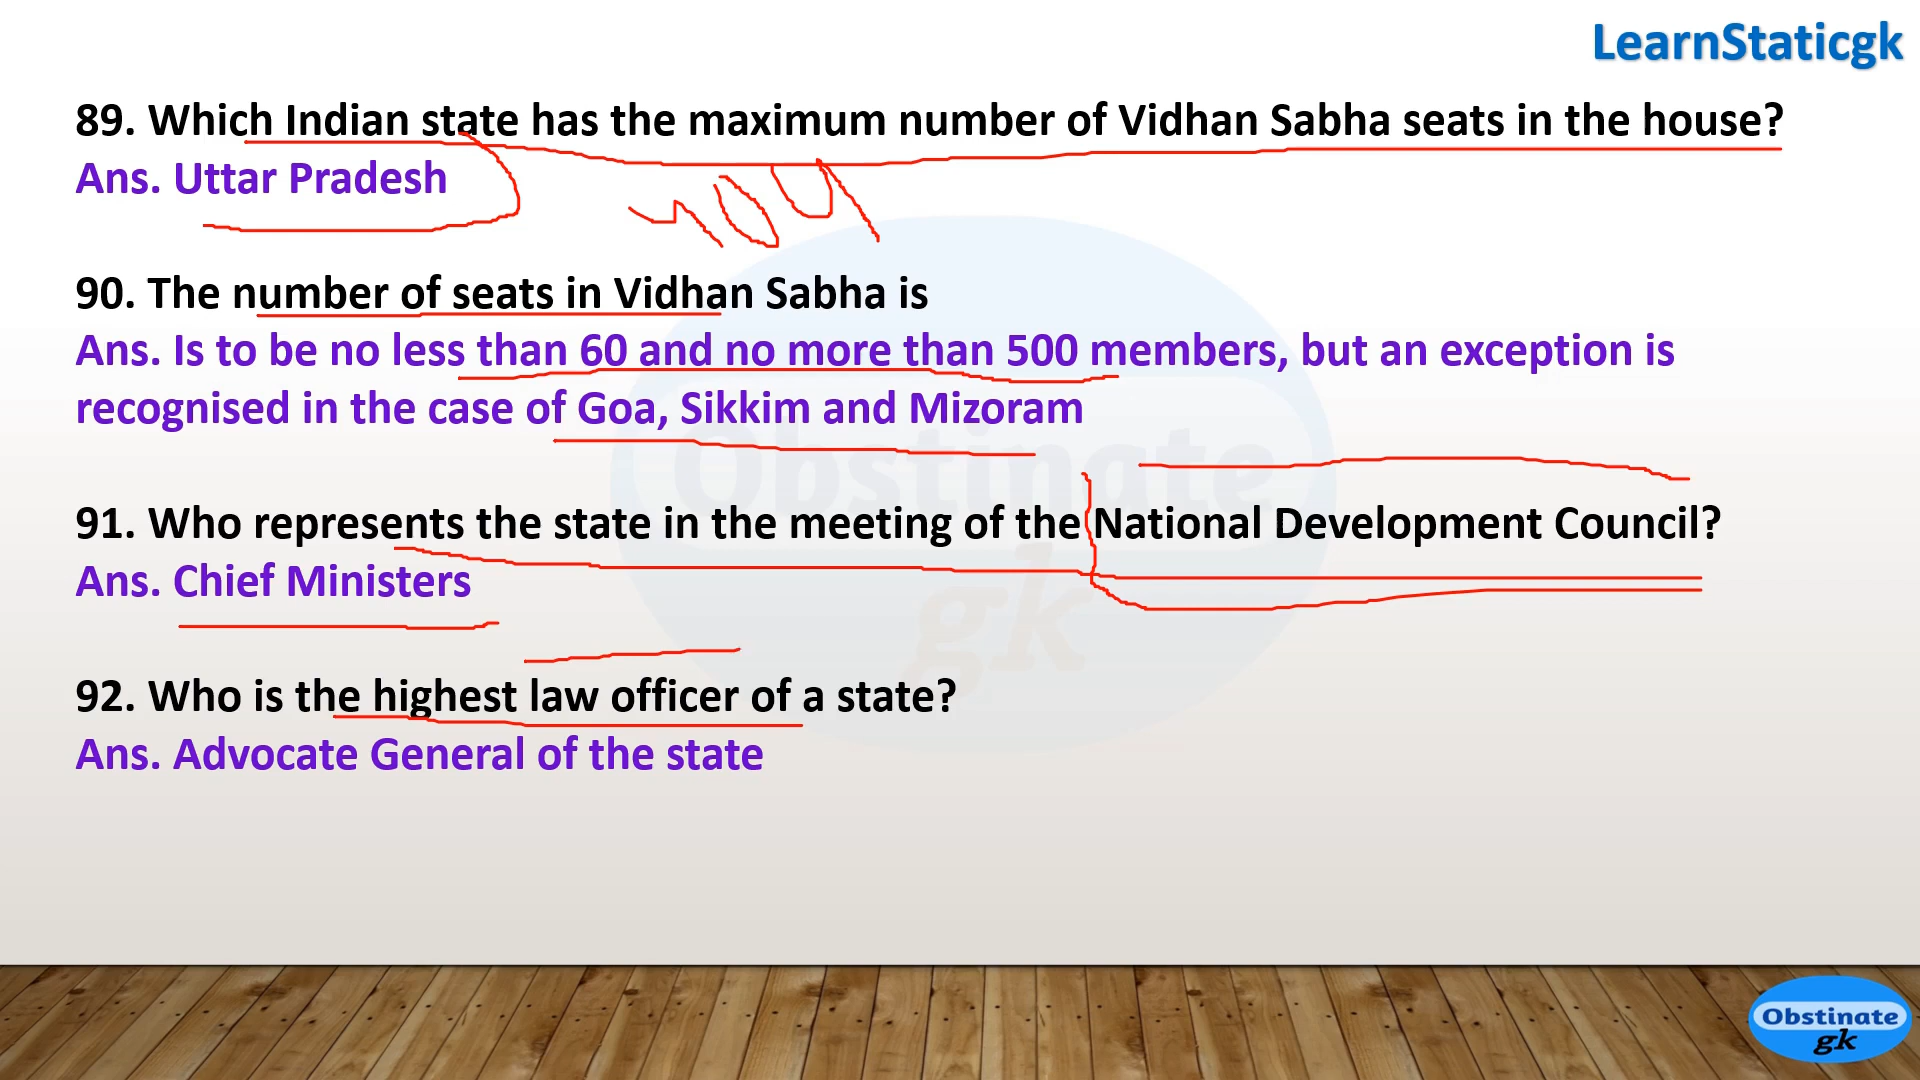 LearnStaticgk
89. Which Indian state has the maximum number of Vidhan Sabha seats in the house?
Ans. Uttar Pradesh
404
90. The number of seats in Vidhan Sabha is
Ans. Is to be no less than 60 and no more than 500 members, but an exception is
recognised in the case of Goa, Sikkim and Mizoram
91. Who represents the state in the meeting of the National Development Council?
Ans. Chief Ministers
92. Who is the highest law officer of a state?
Ans. Advocate General of the state
Obstinate
gk
Obstinate
gk